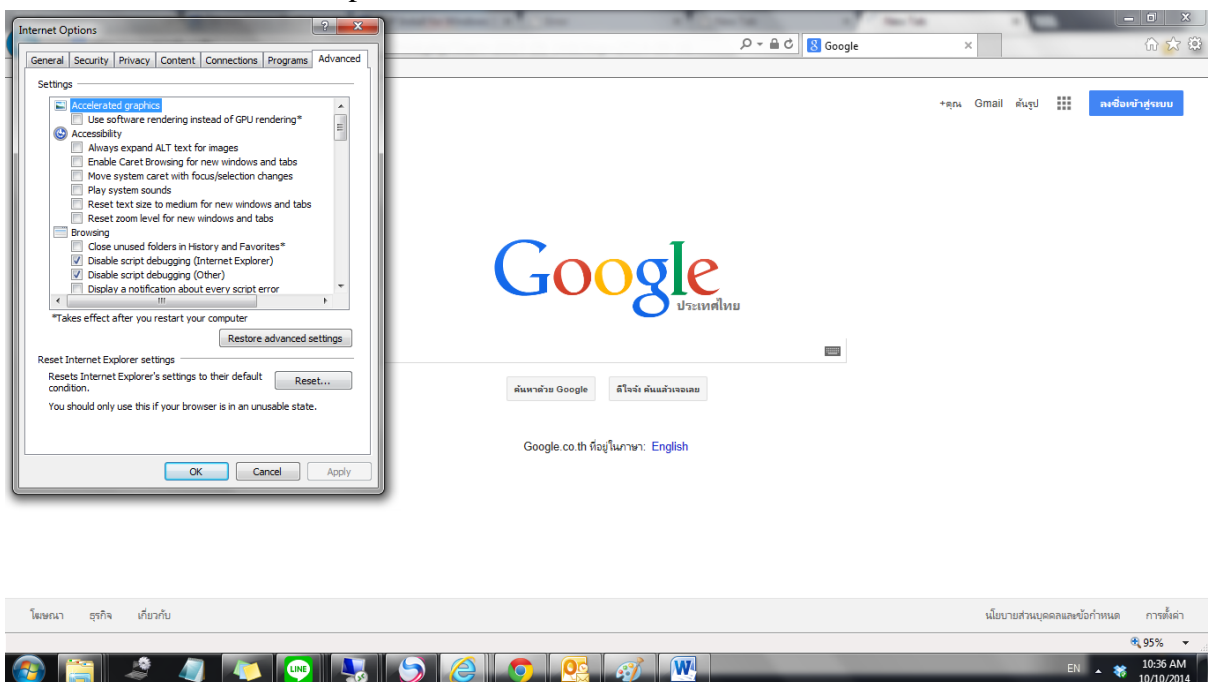 Internet Options
General Security Privacy Content Connections Programs Advanced
Settings
Accelerated graphics
Use software rendering instead of GPU rendering*
Accessibility
Always expand ALT text for images
Enable Caret Browsing for new windows and tabs
Move system caret with focus/selection changes
Play system sounds
Reset text size to medium for new windows and tabs
Reset zoom level for new windows and tabs
Browsing
Close unused folders in History and Favorites*
Disable script debugging (Internet Explorer)
Disable script debugging (Other)
Display a notification about every script error
*Takes effect after you restart your computer
Restore advanced settings
Reset Internet Explorer settings
Resets Internet Explorer's settings to their default
condition.
Reset...
You should only use this if your browser is in an unusable state.
OK Cancel Apply
Google
+คุณ Gmail ค้นรูป ลงชื่อเข้าสู่ระบบ
Google
ประเทศไทย
ค้นหาด้วย Google ดีใจจัง ค้นแล้วเจอเลย
Google.co.th ที่อยู่ในภาษา: English
โฆษณา ธุรกิจ เกี่ยวกับ นโยบายส่วนบุคคลและข้อกำหนด การตั้งค่า
95%
LINE
EN 10:36 AM
10/10/2014